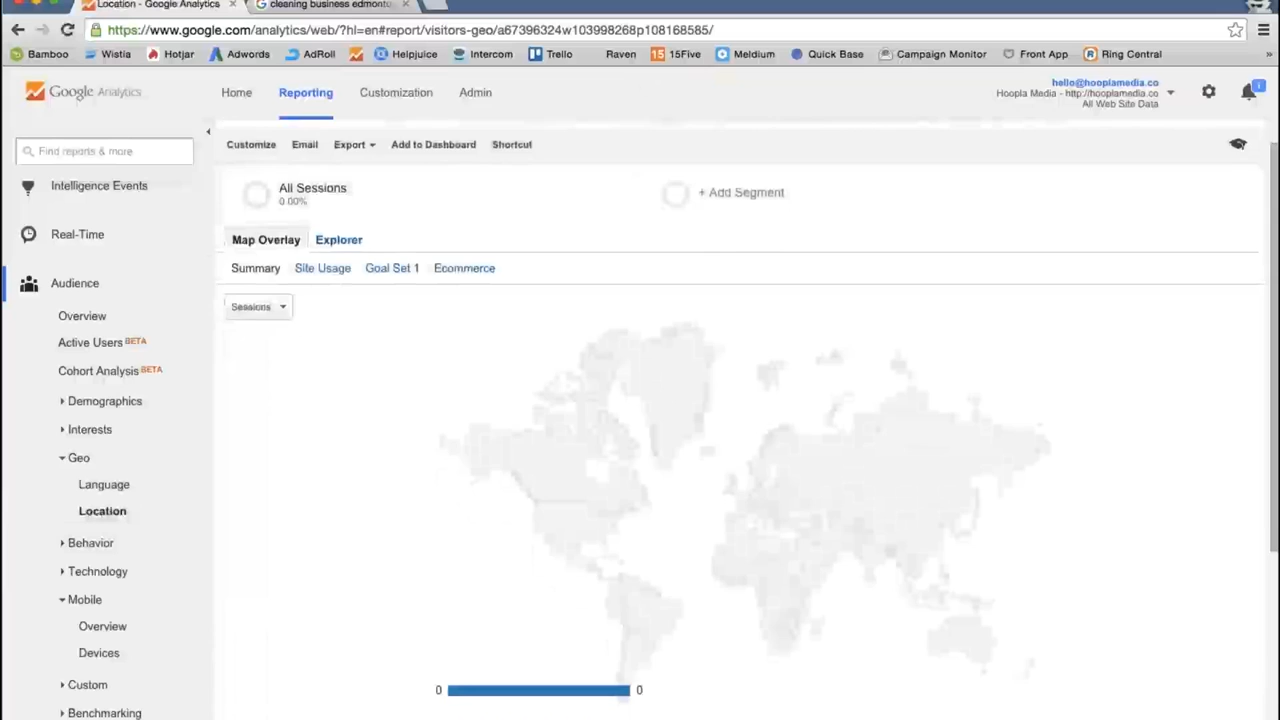 Location - Google Analytics × cleaning business edmonto ×
https://www.google.com/analytics/web/?hl=en#report/visitors-geo/a67396324w103998268p108168585/
Bamboo Wistia Hotjar Adwords AdRoll Helpjuice Intercom Trello Raven 15 15Five Meldium Quick Base Campaign Monitor Front App Ring Central »
Google Analytics
Home Reporting Customization Admin
hello@hooplamedia.co
Hoopla Media - http://hooplamedia.co
All Web Site Data
1
Find reports & more
Customize Email Export Add to Dashboard Shortcut
Intelligence Events
Real-Time
Audience
Overview
Active Users BETA
Cohort Analysis BETA
Demographics
Interests
Geo
Language
Location
Behavior
Technology
Mobile
Overview
Devices
Custom
Benchmarking
All Sessions
0.00%
+ Add Segment
Map Overlay Explorer
Summary Site Usage Goal Set 1 Ecommerce
Sessions
0 0